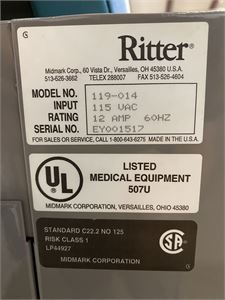 Ritter
Midmark Corp., 60 Vista Dr., Versailles, OH 45380 U.S.A.
513-526-3662 TELEX 288007 FAX 513-526-4604
MODEL NO. 119-014
INPUT 115 VAC
RATING 12 AMP 60HZ
SERIAL NO. EY001517
FOR SALES OR SERVICE, CALL 1-800-643-6275 MADE IN THE U.S.A.
UL
LISTED
MEDICAL EQUIPMENT
507U
MIDMARK CORPORATION, VERSAILLES, OHIO 45380
STANDARD C22.2 NO 125
RISK CLASS 1
LP44927
MIDMARK CORPORATION
SA